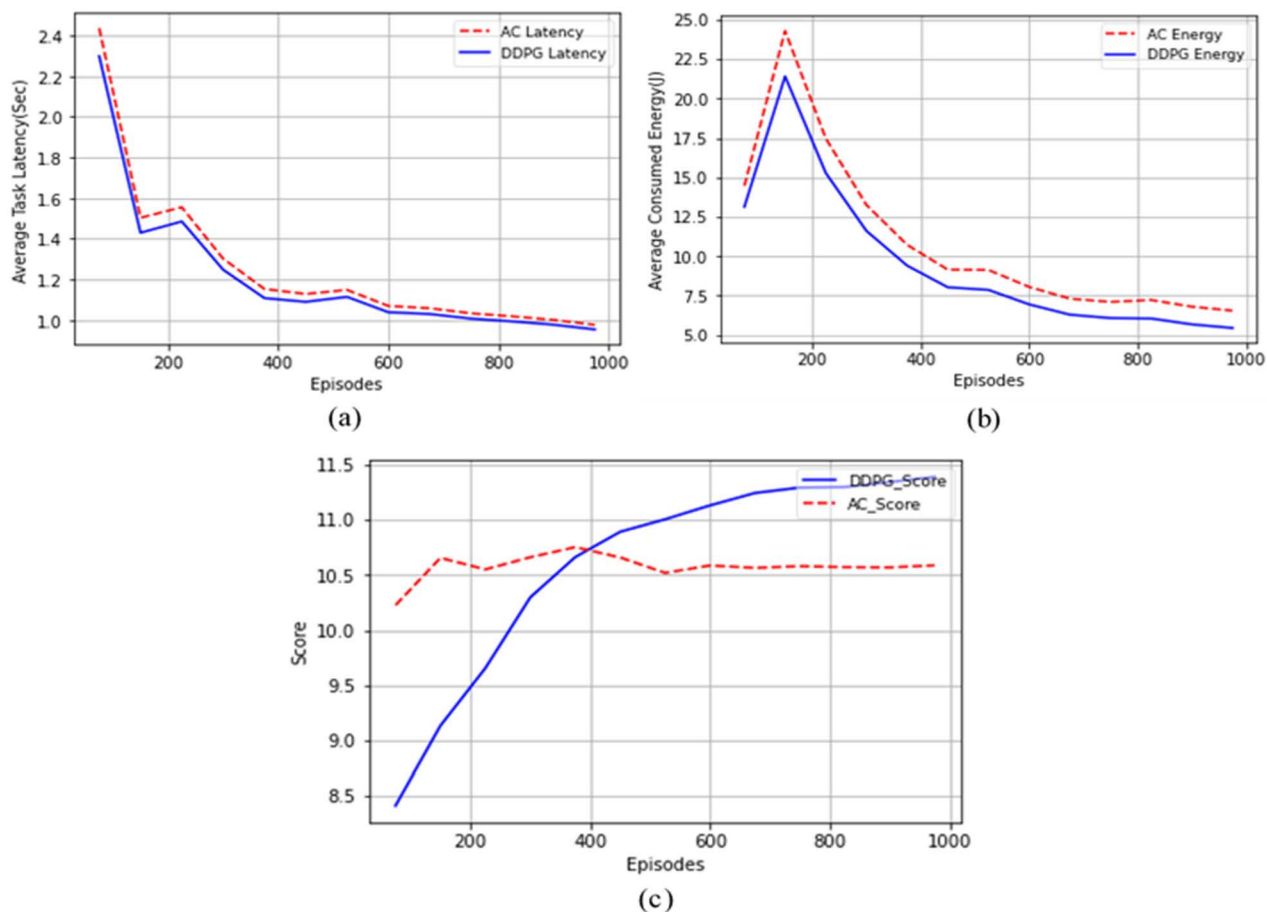 2.4
2.2
2.0
1.8
1.6
1.4
1.2
1.0
Average Task Latency(Sec)
AC Latency
DDPG Latency
200 400 600 800 1000
Episodes
(a)
25.0
22.5
20.0
17.5
15.0
12.5
10.0
7.5
5.0
Average Consumed Energy(J)
AC Energy
DDPG Energy
200 400 600 800 1000
Episodes
(b)
11.5
11.0
10.5
10.0
9.5
9.0
8.5
Score
DDPG_Score
AC_Score
200 400 600 800 1000
Episodes
(c)